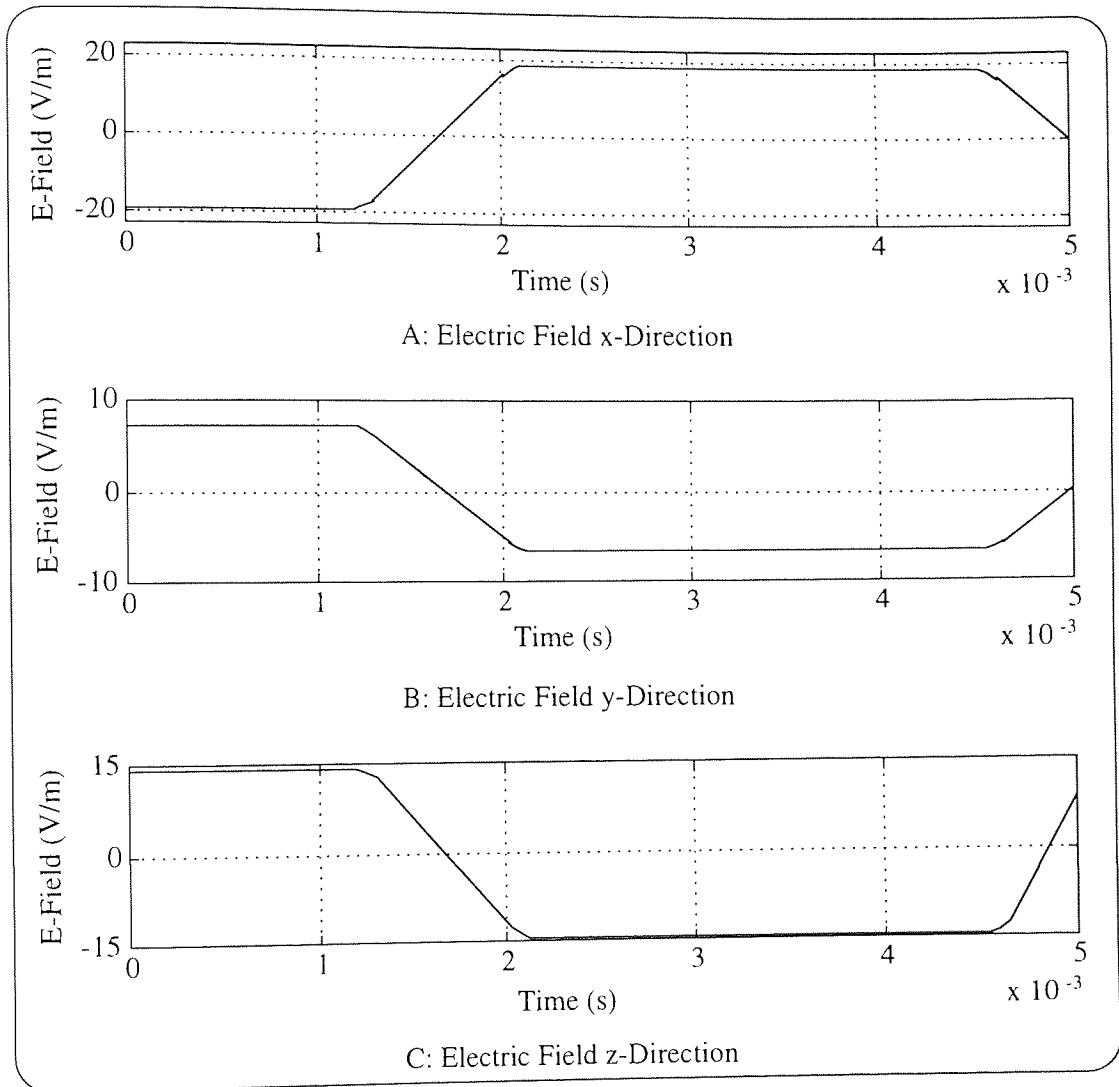 E-Field (V/m)
20
0
-20
0 1 2 3 4 5
Time (s)
x 10 -3
A: Electric Field x-Direction
E-Field (V/m)
10
0
-10
0 1 2 3 4 5
Time (s)
x 10 -3
B: Electric Field y-Direction
E-Field (V/m)
15
0
-15
0 1 2 3 4 5
Time (s)
x 10 -3
C: Electric Field z-Direction